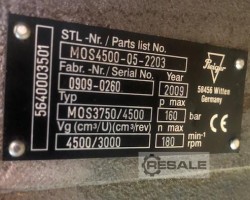 STL-Nr./ Parts list No.
MOS4500-05-2203
Fabr.-Nr./ Serial No. Year
0909-0260 2009
Typ p max
MOS3750/4500 160 bar
Vg (cm³/U)(cm³/rev) n max
4500/3000 180 min⁻¹ rpm
5640003501
58456 Witten
Germany
RESALE